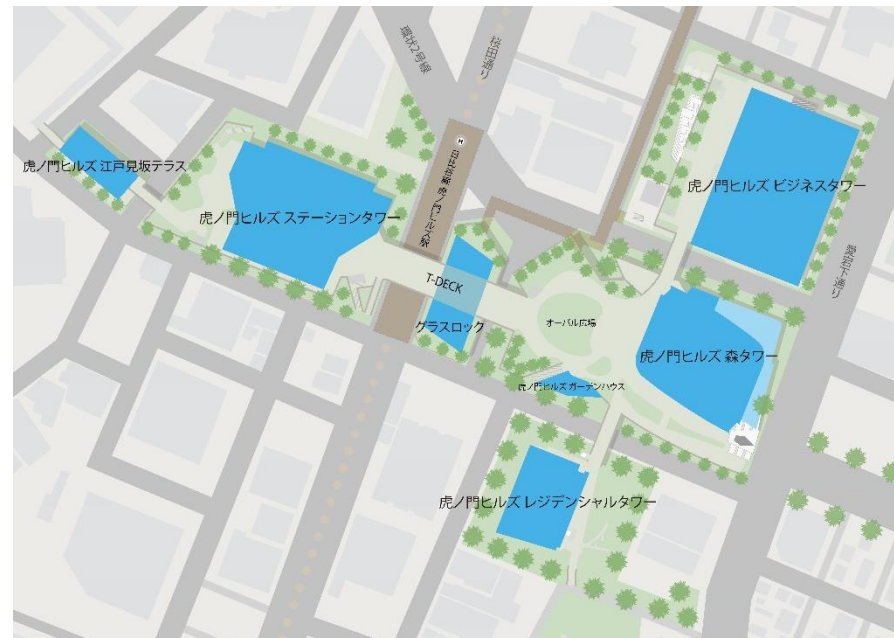 環状2号線
桜田通り
虎ノ門ヒルズ 江戸見坂テラス
虎ノ門ヒルズ ステーションタワー
日比谷線 虎ノ門ヒルズ駅
虎ノ門ヒルズ ビジネスタワー
愛宕下通り
T-DECK
グラスロック
オーバル広場
虎ノ門ヒルズ 森タワー
虎ノ門ヒルズ ガーデンハウス
虎ノ門ヒルズ レジデンシャルタワー